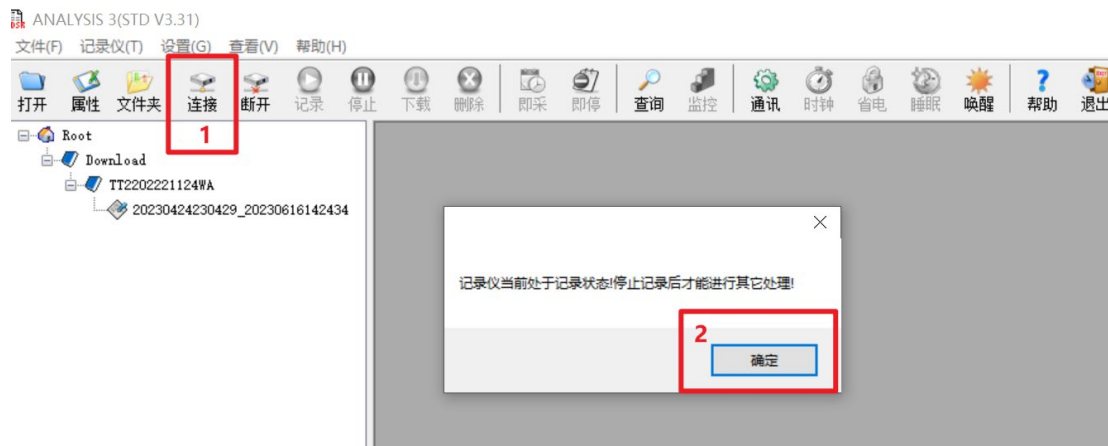 ANALYSIS 3(STD V3.31)
文件(F) 记录仪(T) 设置(G) 查看(V) 帮助(H)
打开 属性 文件夹 连接 断开 记录 停止 下载 删除 即采 即停 查询 监控 通讯 时钟 省电 睡眠 唤醒 帮助 退出
1
Root
Download
TT2202221124WA
20230424230429_20230616142434
记录仪当前处于记录状态!停止记录后才能进行其它处理!
2
确定